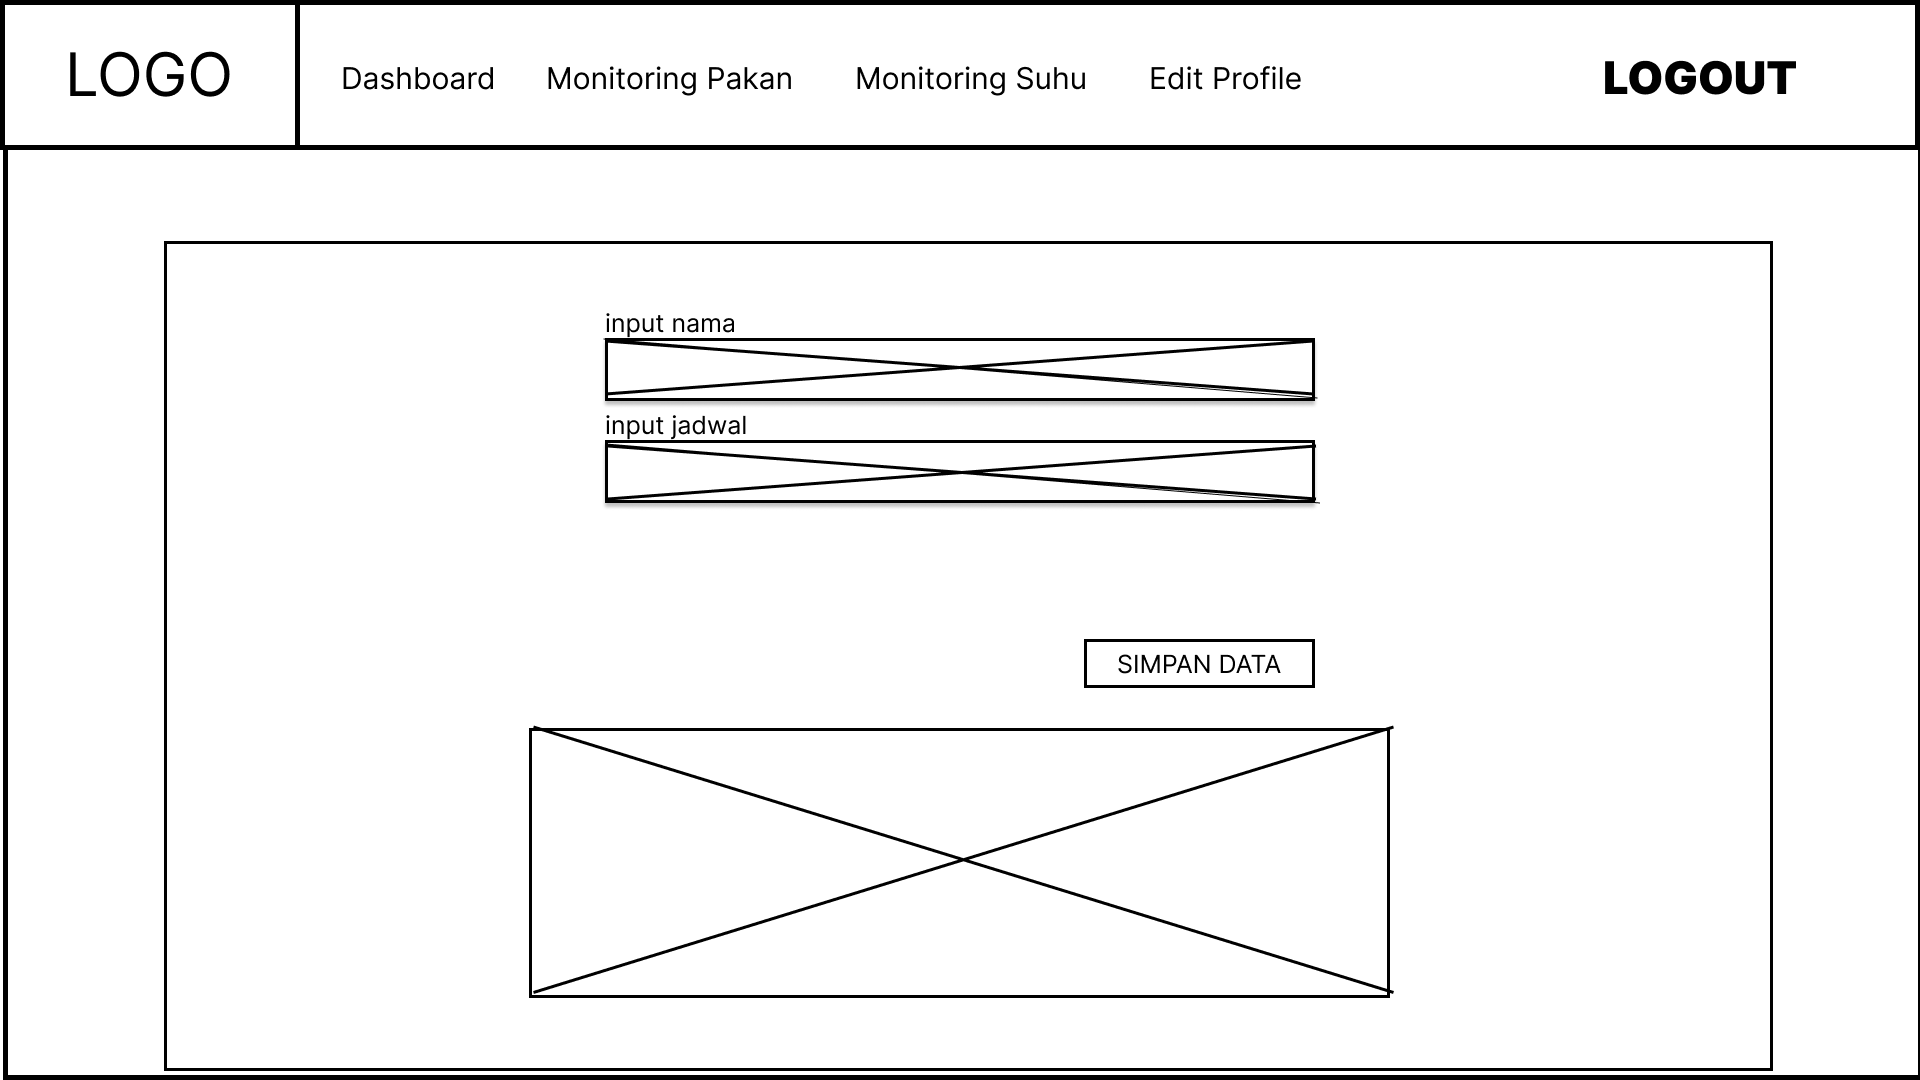 LOGO
Dashboard
Monitoring Pakan
Monitoring Suhu
Edit Profile
LOGOUT
input nama
input jadwal
SIMPAN DATA